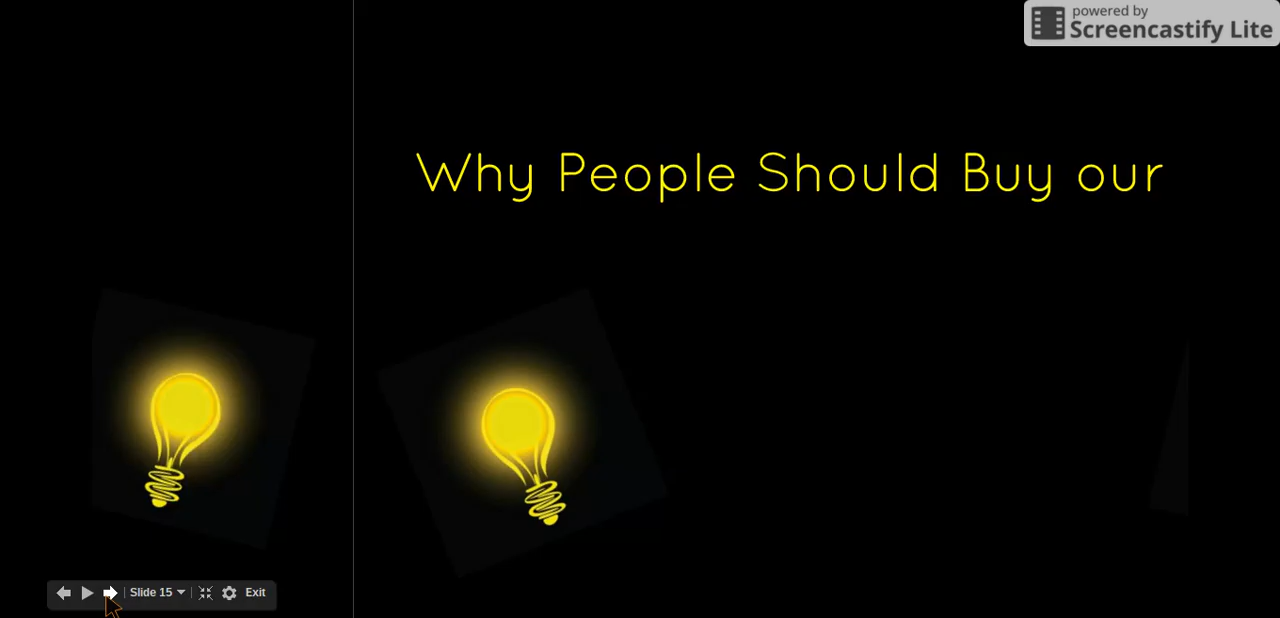 powered by
Screencastify Lite
Why People Should Buy our
Slide 15
Exit